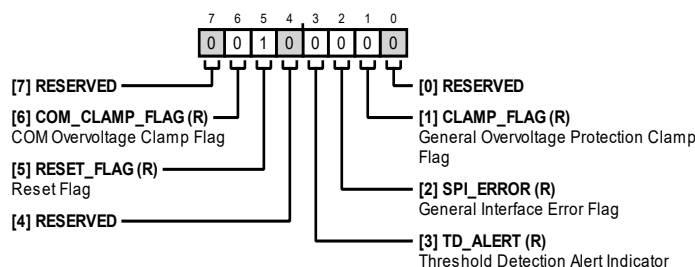 7 6 5 4 3 2 1 0
0 0 1 0 0 0 0 0
[7] RESERVED
[6] COM_CLAMP_FLAG (R)
COM Overvoltage Clamp Flag
[5] RESET_FLAG (R)
Reset Flag
[4] RESERVED
[0] RESERVED
[1] CLAMP_FLAG (R)
General Overvoltage Protection Clamp
Flag
[2] SPI_ERROR (R)
General Interface Error Flag
[3] TD_ALERT (R)
Threshold Detection Alert Indicator